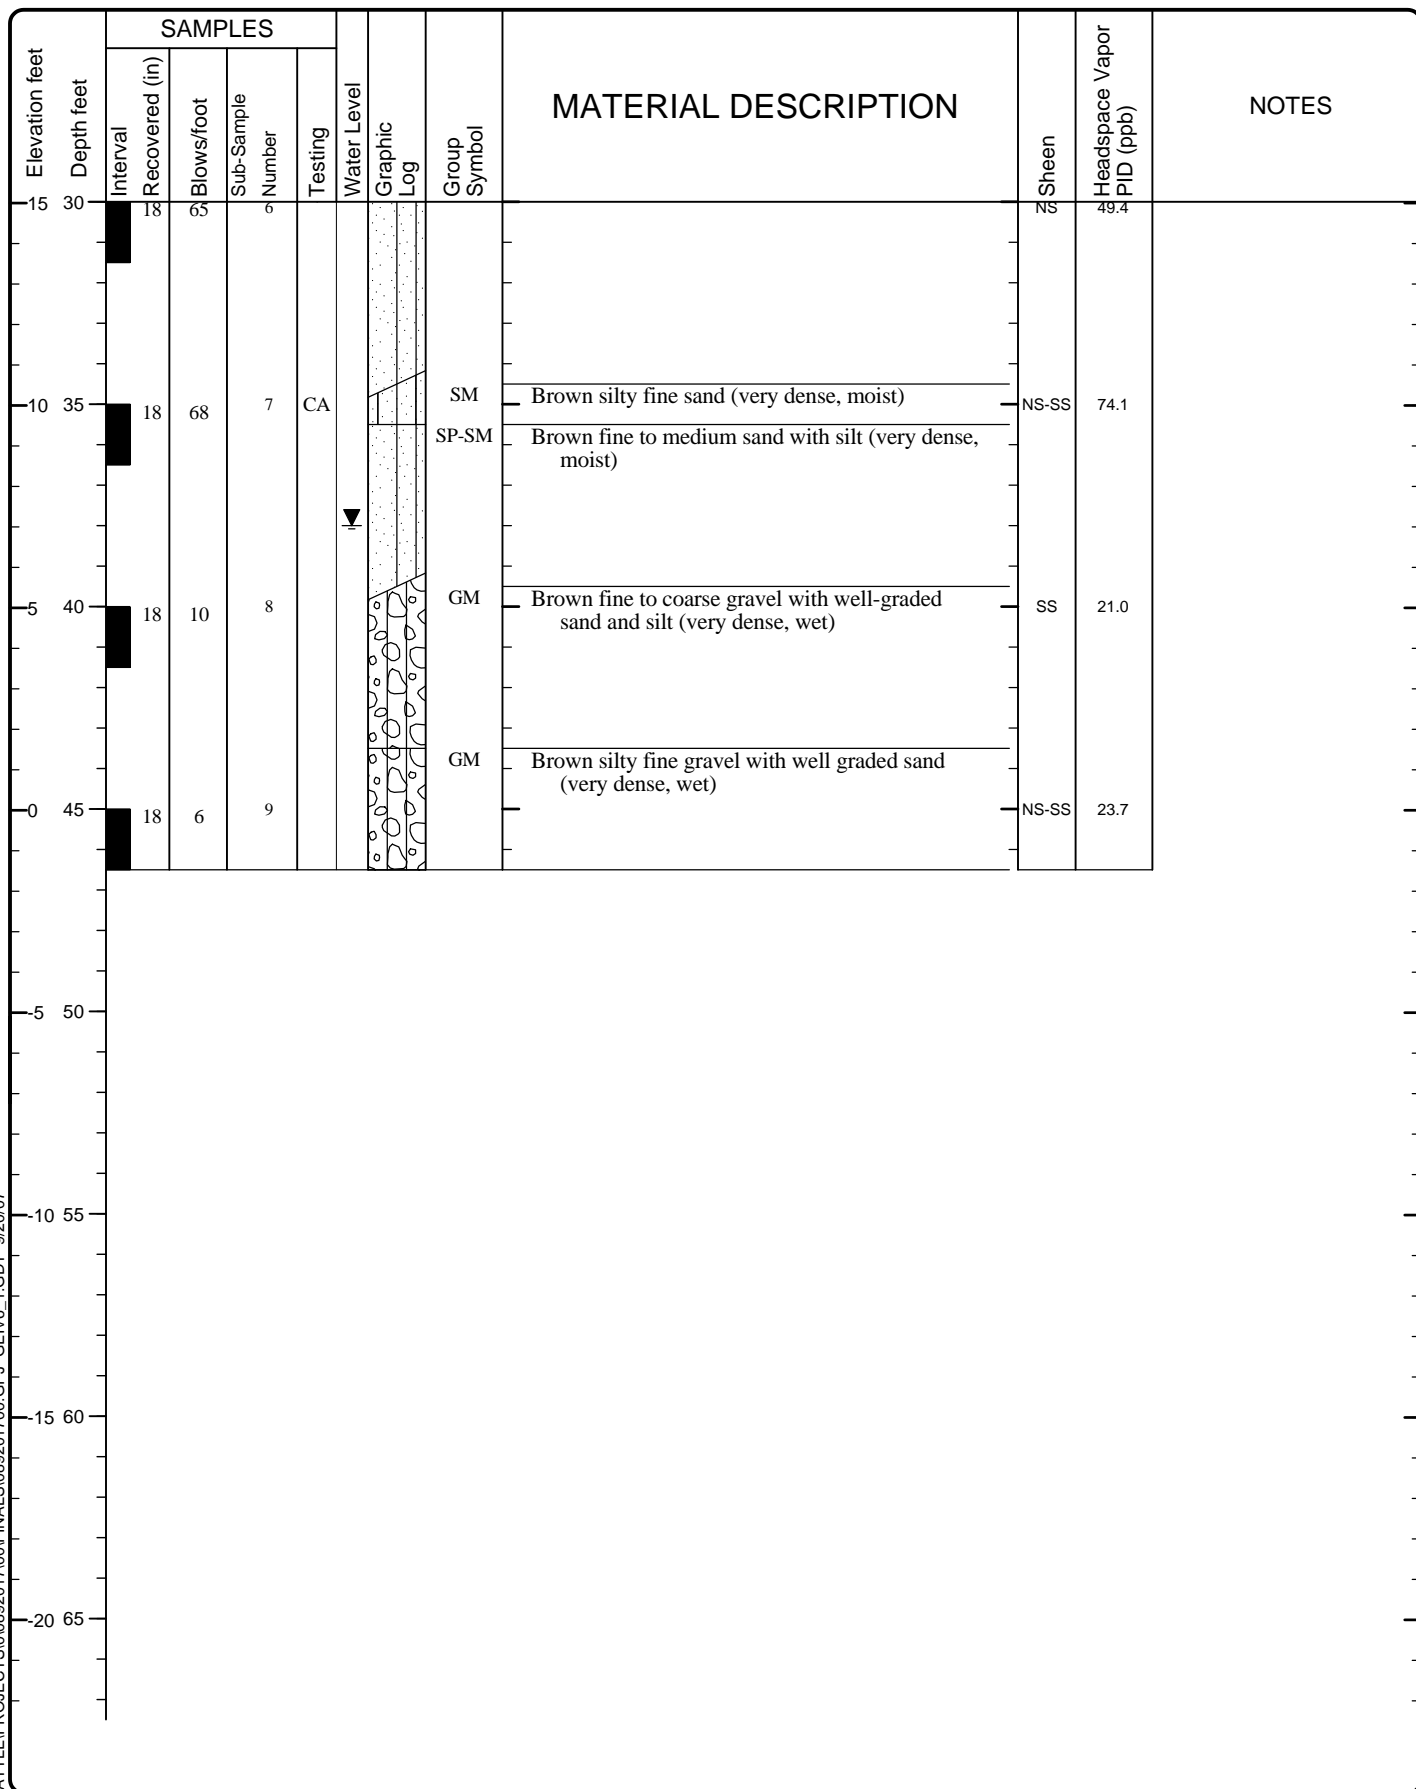 SAMPLES
Elevation feet
Depth feet
Interval
Recovered (in)
Blows/foot
Sub-Sample
Number
Testing
Water Level
Graphic
Log
Group
Symbol
MATERIAL DESCRIPTION
Sheen
Headspace Vapor
PID (ppb)
NOTES
15 30 18 65 6 NS 49.4
SM Brown silty fine sand (very dense, moist)
10 35 18 68 7 CA NS-SS 74.1
SP-SM Brown fine to medium sand with silt (very dense,
moist)
GM Brown fine to coarse gravel with well-graded
5 40 18 10 8 SS 21.0
sand and silt (very dense, wet)
GM Brown silty fine gravel with well graded sand
(very dense, wet)
0 45 18 6 9 NS-SS 23.7
-5 50
-10 55
-15 60
-20 65